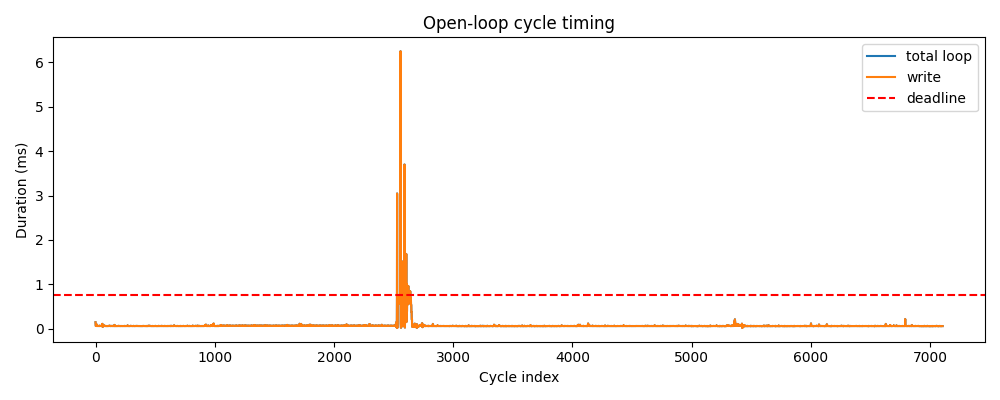 Open-loop cycle timing
total loop
write
deadline
Duration (ms)
6
5
4
3
2
1
0
0 1000 2000 3000 4000 5000 6000 7000
Cycle index